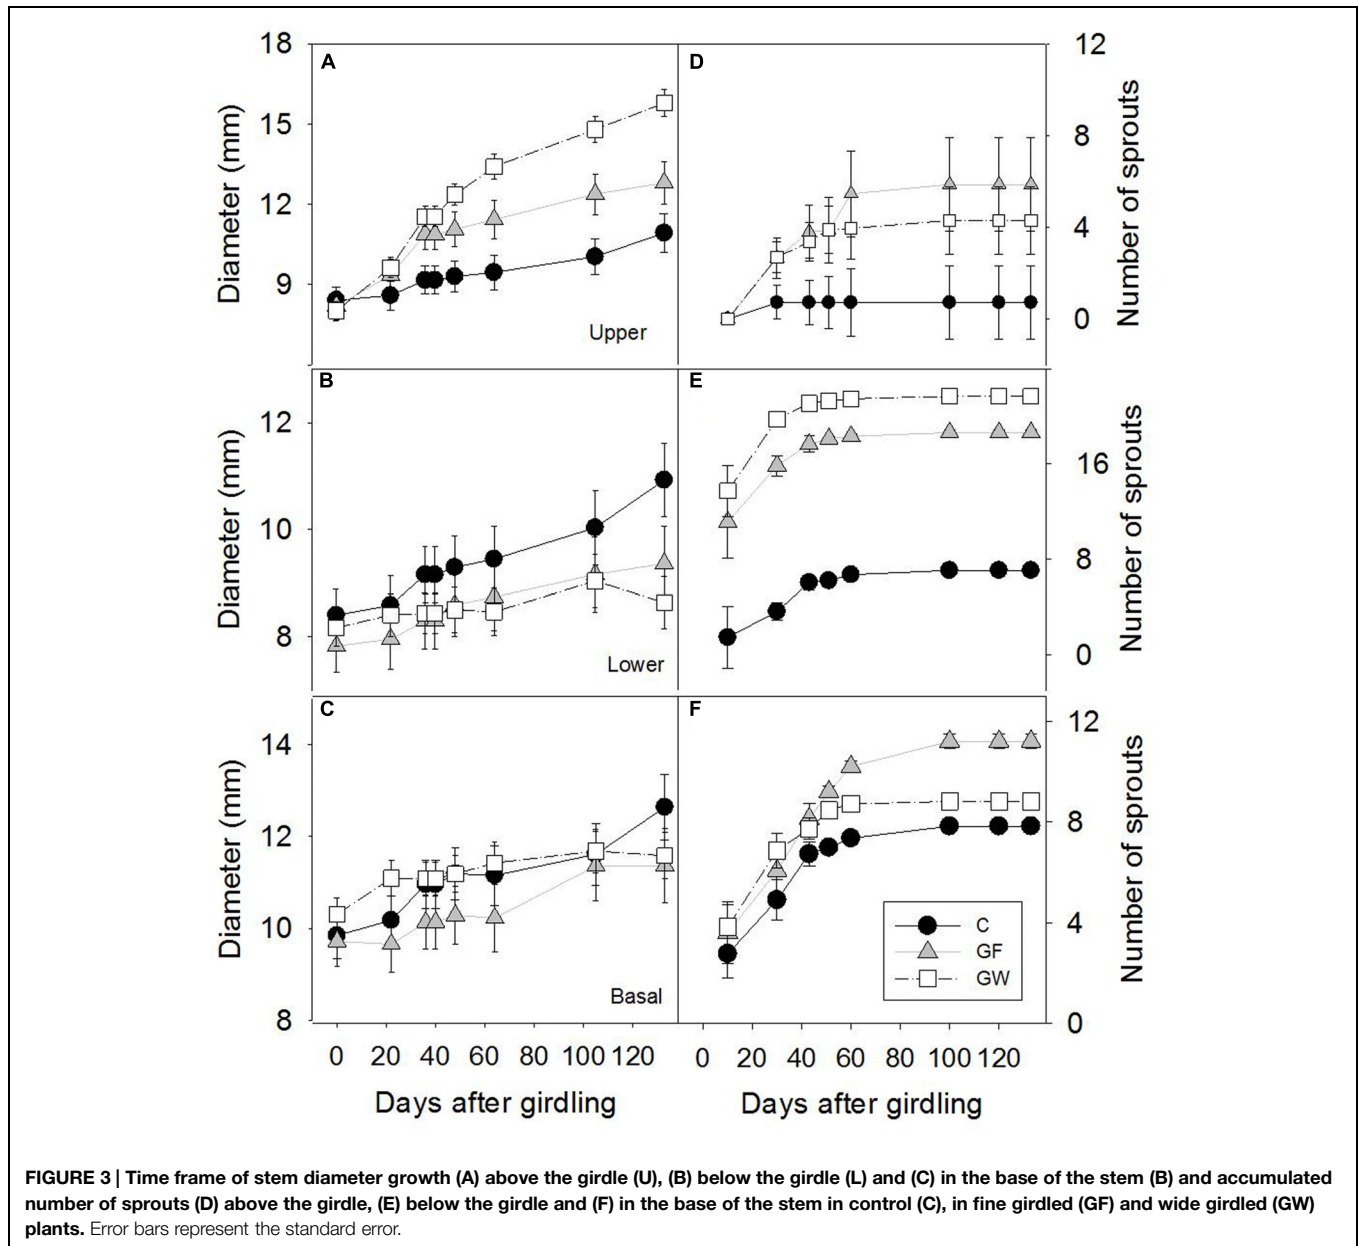 18
15
12
9
Diameter (mm)
A
Upper
D
12
8
4
0
Number of sprouts
12
10
8
Diameter (mm)
B
Lower
E
16
8
0
Number of sprouts
14
12
10
8
Diameter (mm)
C
Basal
F
C
GF
GW
12
8
4
0
Number of sprouts
0 20 40 60 80 100 120
Days after girdling
0 20 40 60 80 100 120
Days after girdling
FIGURE 3 | Time frame of stem diameter growth (A) above the girdle (U), (B) below the girdle (L) and (C) in the base of the stem (B) and accumulated
number of sprouts (D) above the girdle, (E) below the girdle and (F) in the base of the stem in control (C), in fine girdled (GF) and wide girdled (GW)
plants. Error bars represent the standard error.